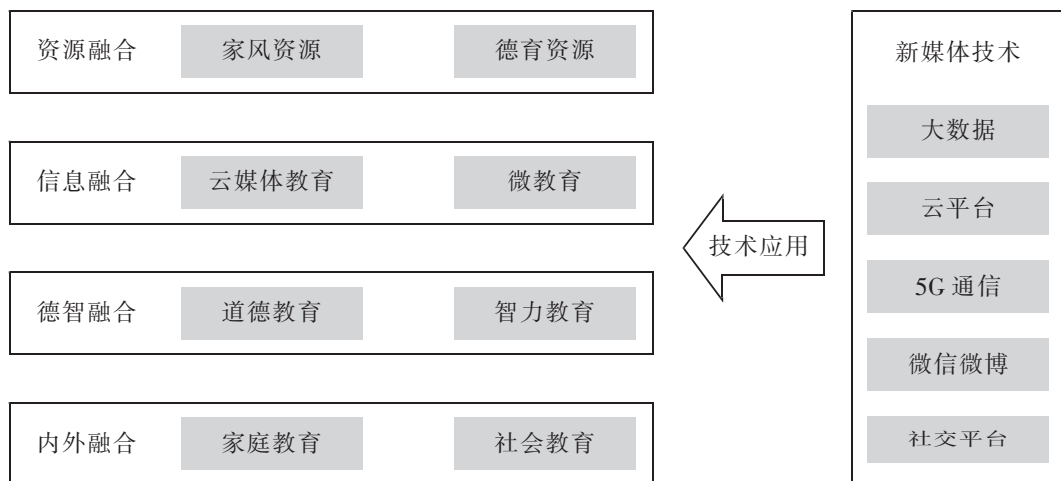 资源融合 家风资源 德育资源
信息融合 云媒体教育 微教育
德智融合 道德教育 智力教育
内外融合 家庭教育 社会教育
技术应用
新媒体技术
大数据
云平台
5G 通信
微信微博
社交平台